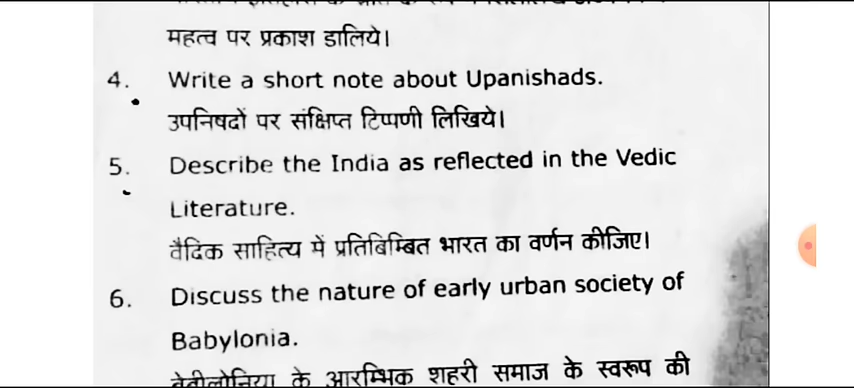 महत्व पर प्रकाश डालिये।
4. Write a short note about Upanishads.
उपनिषदों पर संक्षिप्त टिप्पणी लिखिये।
5. Describe the India as reflected in the Vedic
Literature.
वैदिक साहित्य में प्रतिबिम्बित भारत का वर्णन कीजिए।
6. Discuss the nature of early urban society of
Babylonia.
बेबीलोनिया के आरम्भिक शहरी समाज के स्वरूप की